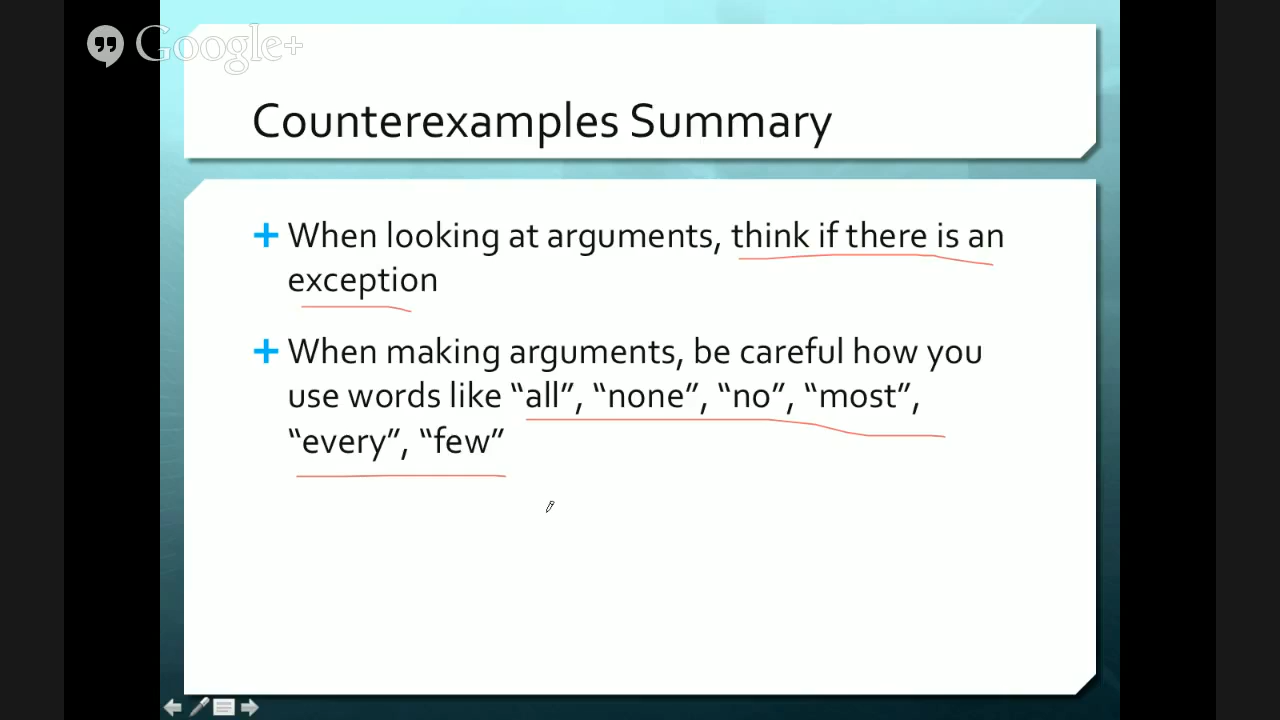 Google+
Counterexamples Summary
+ When looking at arguments, think if there is an
exception
+ When making arguments, be careful how you
use words like “all”, “none”, “no”, “most”,
“every”, “few”